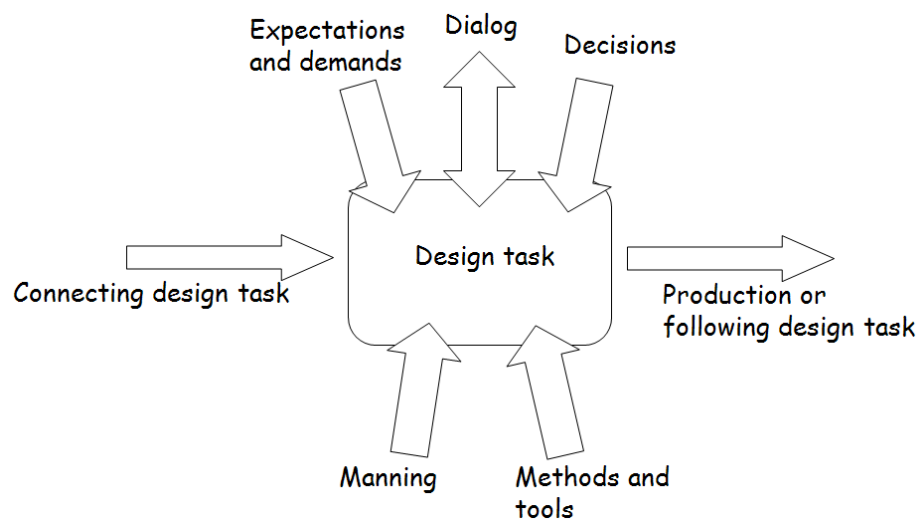 Expectations
and demands
Dialog
Decisions
Design task
Connecting design task
Production or
following design task
Manning
Methods and
tools